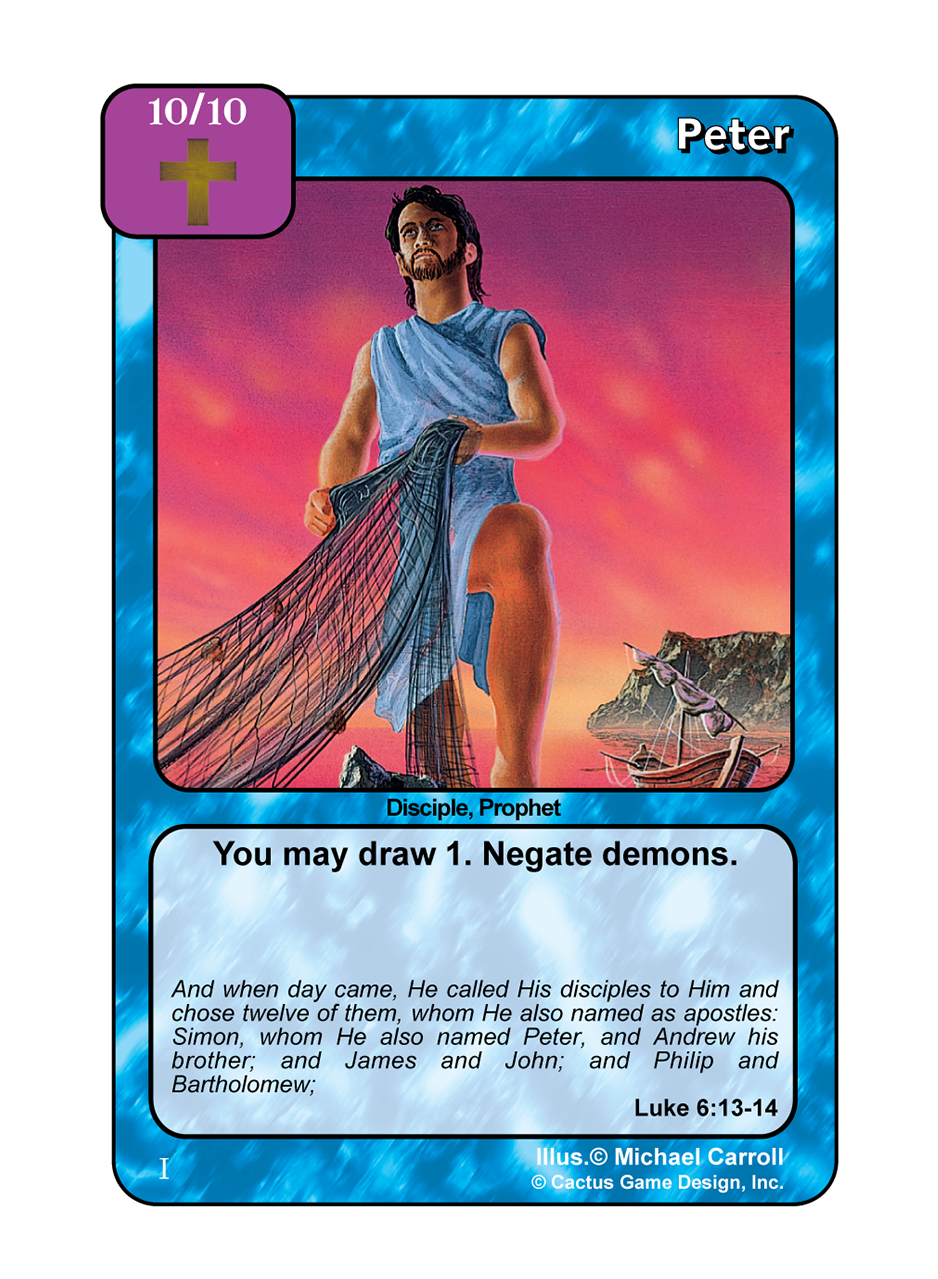 10/10
Peter
Disciple, Prophet
You may draw 1. Negate demons.
And when day came, He called His disciples to Him and
chose twelve of them, whom He also named as apostles:
Simon, whom He also named Peter, and Andrew his
brother; and James and John; and Philip and
Bartholomew;
Luke 6:13-14
I
Illus.© Michael Carroll
© Cactus Game Design, Inc.